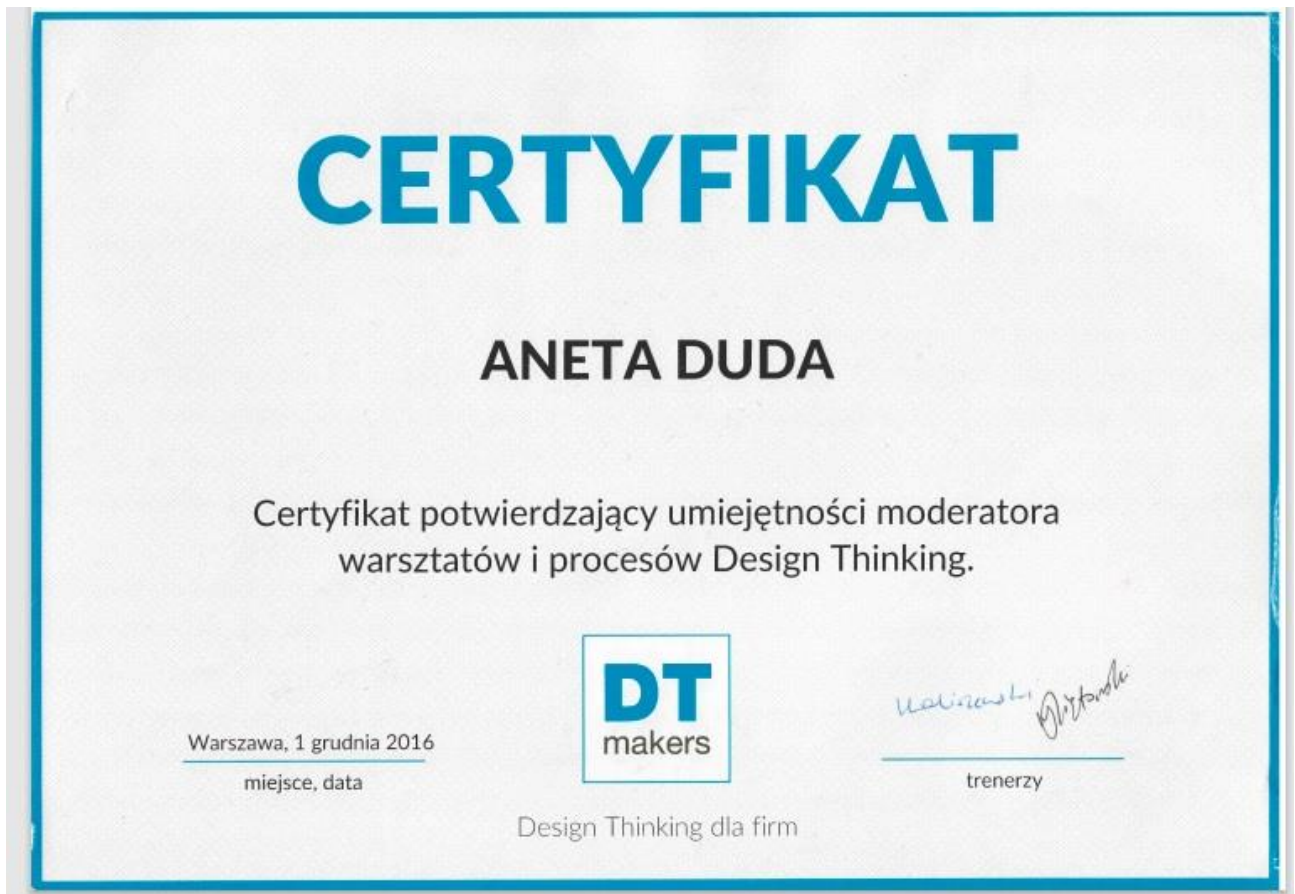 CERTYFIKAT
ANETA DUDA
Certyfikat potwierdzający umiejętności moderatora
warsztatów i procesów Design Thinking.
DT
makers
Warszawa, 1 grudnia 2016
miejsce, data
trenerzy
Design Thinking dla firm